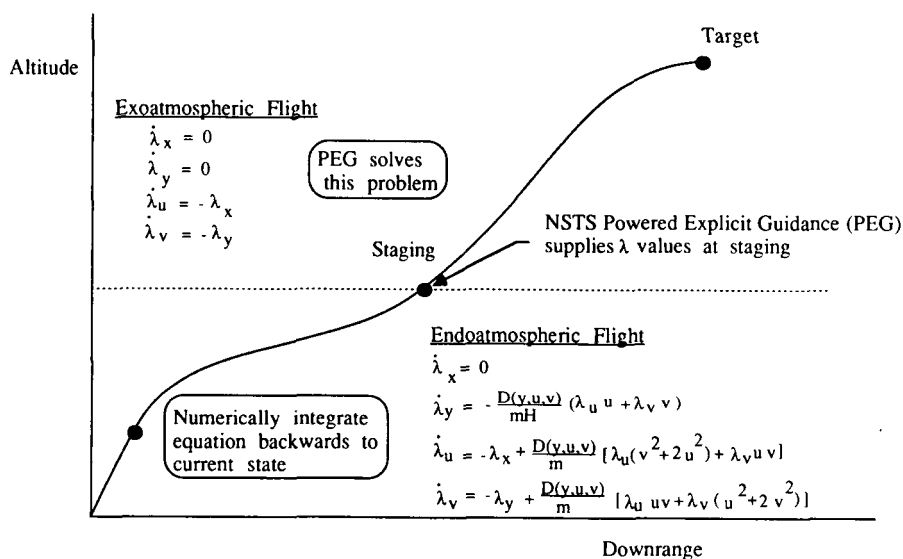 Target
Altitude
Exoatmospheric Flight
λ̇x = 0
λ̇y = 0
λ̇u = - λx
λ̇v = -λy
PEG solves
this problem
NSTS Powered Explicit Guidance (PEG)
supplies λ values at staging
Staging
Endoatmospheric Flight
λ̇x = 0
λ̇y = - D(y,u,v)/mH (λu u + λv v)
λ̇u = -λx + D(y,u,v)/m [λu(v²+2u²)+ λv u v]
λ̇v = -λy + D(y,u,v)/m [λu uv+λv (u²+2 v²)]
Numerically integrate
equation backwards to
current state
Downrange